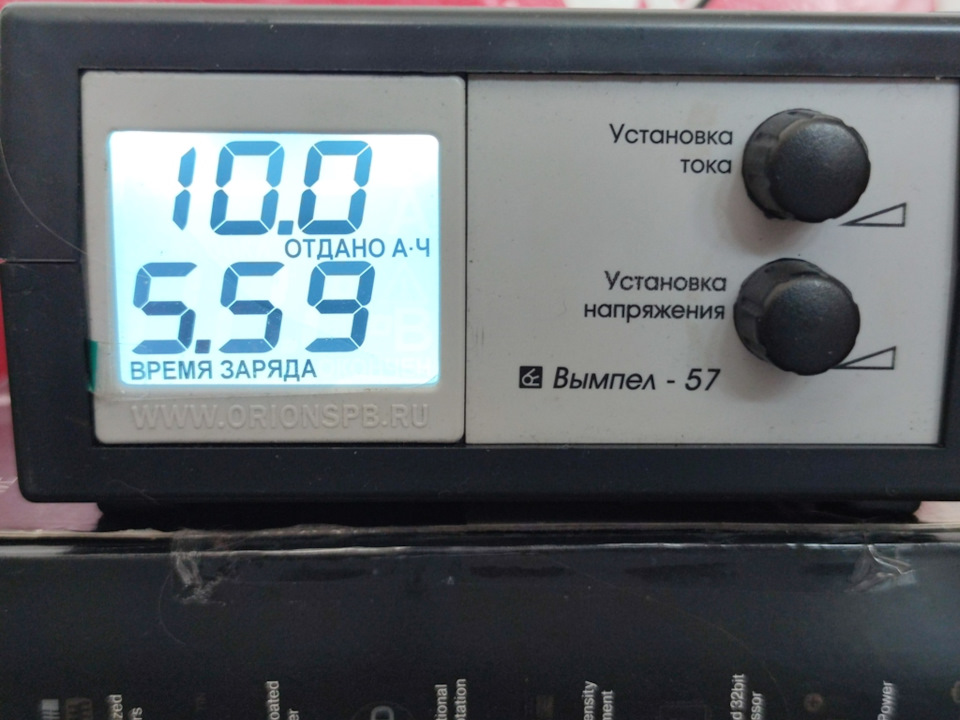 10.0
ОТДАНО А·Ч
5.59
ВРЕМЯ ЗАРЯДА
WWW.ORIONSPB.RU
Установка
тока
Установка
напряжения
Вымпел - 57